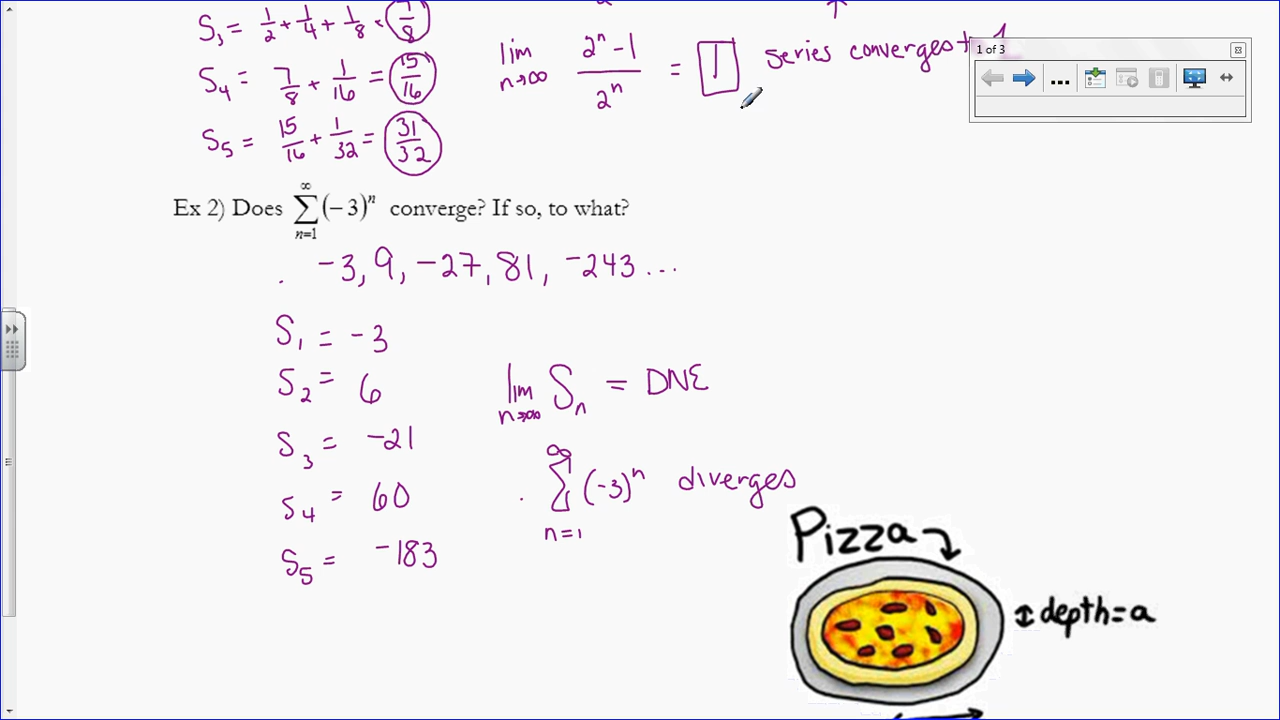 S₃ = 1/2 + 1/4 + 1/8 = 7/8
S₄ = 7/8 + 1/16 = 15/16
S₅ = 15/16 + 1/32 = 31/32
lim n→∞ (2ⁿ - 1)/2ⁿ = 1 series converges to 1
1 of 3
Ex 2) Does ∑ n=1 ∞ (−3)ⁿ converge? If so, to what?
-3, 9, -27, 81, -243 ...
S₁ = -3
S₂ = 6
S₃ = -21
S₄ = 60
S₅ = -183
lim n→∞ Sₙ = DNE
∑ n=1 ∞ (-3)ⁿ diverges
Pizza
depth=a